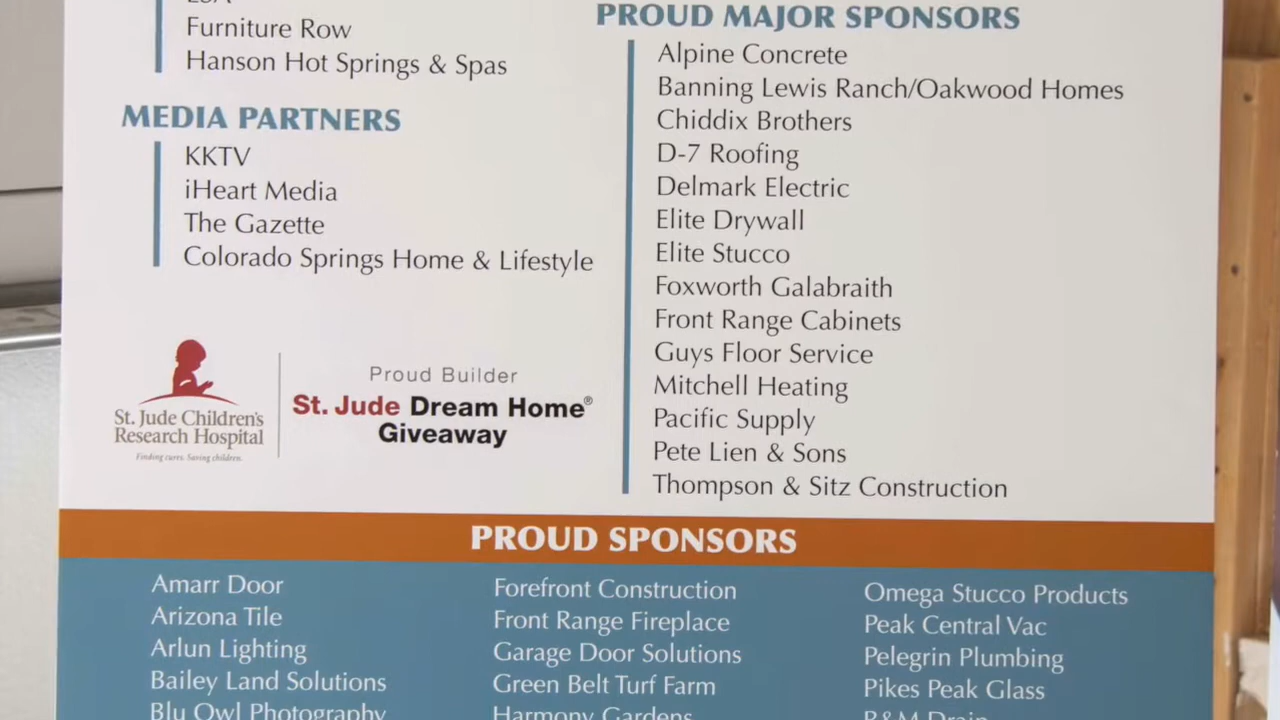 Furniture Row
Hanson Hot Springs & Spas
MEDIA PARTNERS
KKTV
iHeart Media
The Gazette
Colorado Springs Home & Lifestyle
St. Jude Children's
Research Hospital
Finding cures. Saving children.
Proud Builder
St. Jude Dream Home®
Giveaway
PROUD MAJOR SPONSORS
Alpine Concrete
Banning Lewis Ranch/Oakwood Homes
Chiddix Brothers
D-7 Roofing
Delmark Electric
Elite Drywall
Elite Stucco
Foxworth Galabraith
Front Range Cabinets
Guys Floor Service
Mitchell Heating
Pacific Supply
Pete Lien & Sons
Thompson & Sitz Construction
PROUD SPONSORS
Amarr Door
Arizona Tile
Arlun Lighting
Bailey Land Solutions
Blu Owl Photography
Forefront Construction
Front Range Fireplace
Garage Door Solutions
Green Belt Turf Farm
Harmony Gardens
Omega Stucco Products
Peak Central Vac
Pelegrin Plumbing
Pikes Peak Glass
R&M Drain